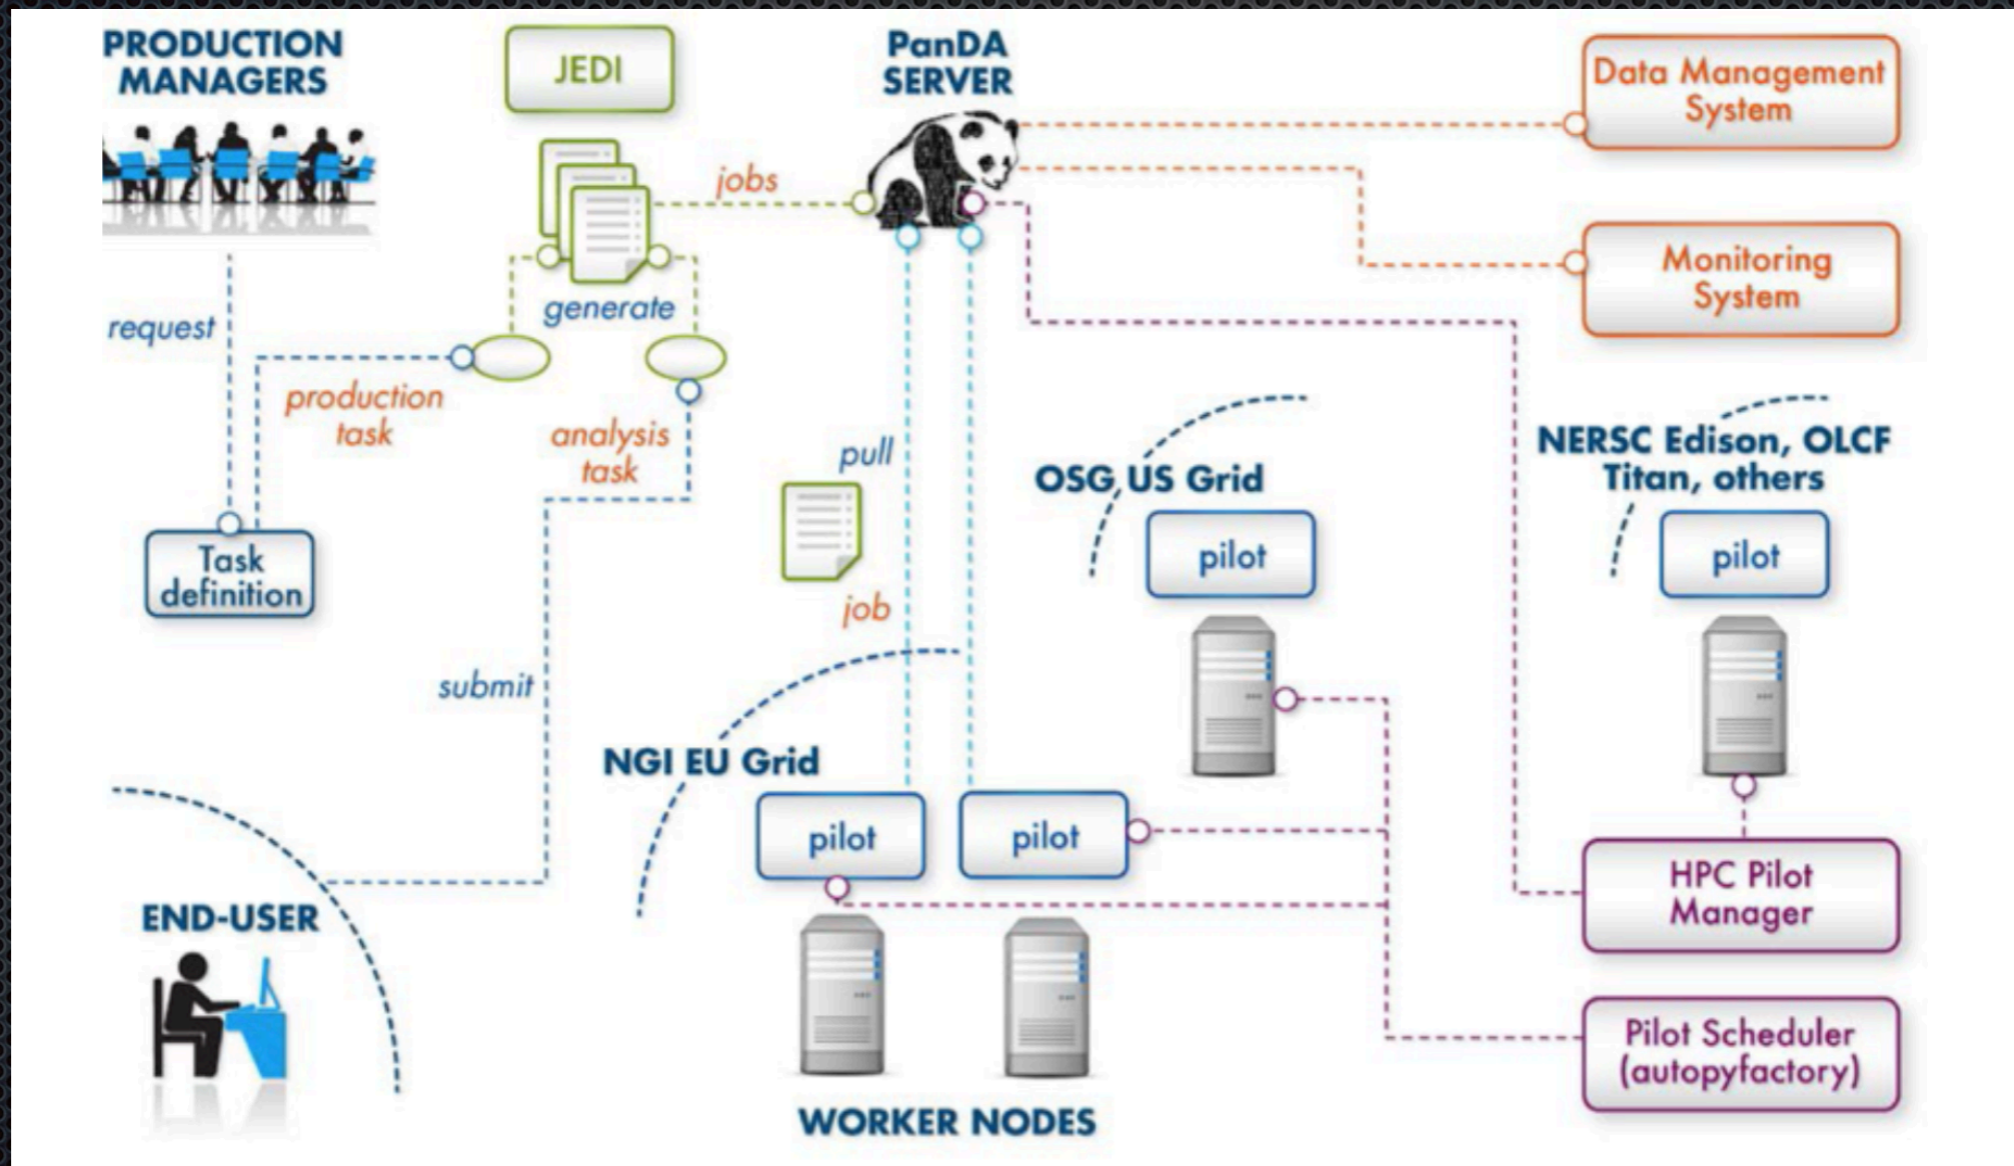 PRODUCTION
MANAGERS
JEDI
PanDA
SERVER
Data Management
System
jobs
Monitoring
System
generate
request
production
task
analysis
task
pull
job
Task
definition
submit
OSG US Grid
pilot
NERSC Edison, OLCF
Titan, others
pilot
NGI EU Grid
pilot
pilot
END-USER
HPC Pilot
Manager
Pilot Scheduler
(autopyfactory)
WORKER NODES